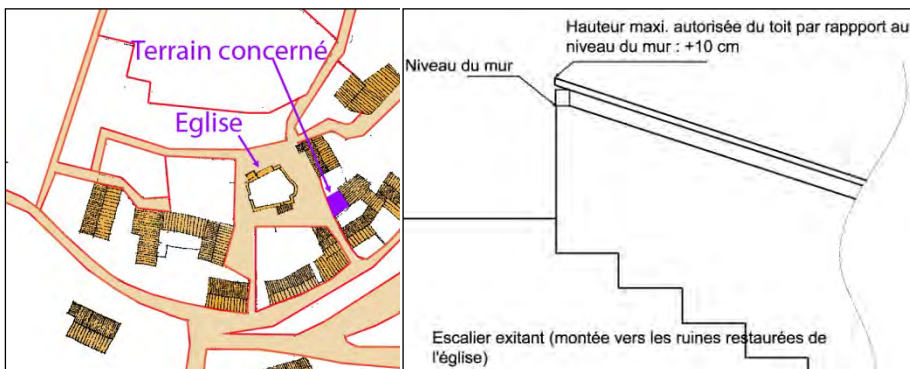 Terrain concerné
Eglise
Hauteur maxi. autorisée du toit par rappport au
niveau du mur : +10 cm
Niveau du mur
Escalier exitant (montée vers les ruines restaurées de
l'église)